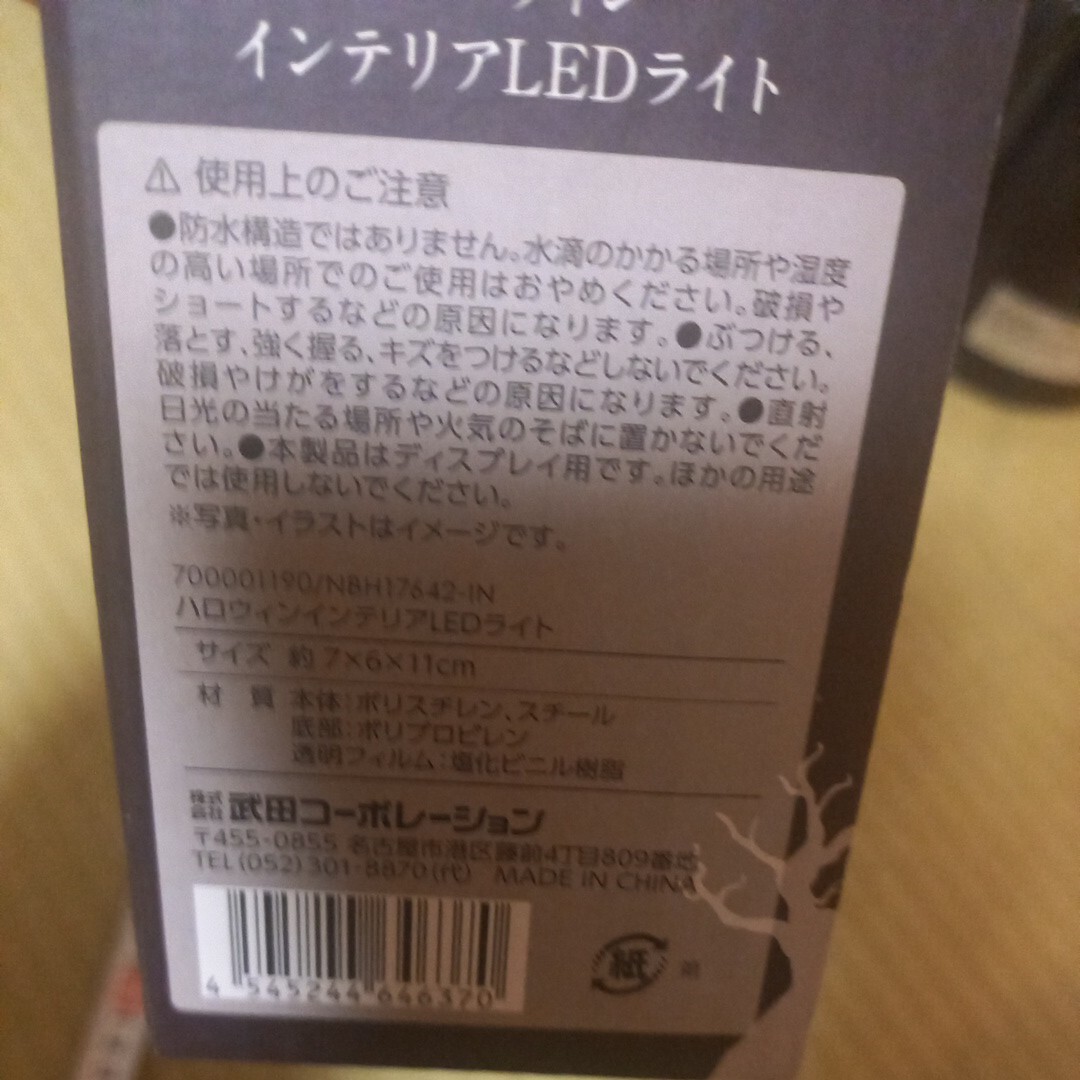 インテリアLEDライト
⚠ 使用上のご注意
●防水構造ではありません。水滴のかかる場所や湿度
の高い場所でのご使用はおやめください。破損や
ショートするなどの原因になります。●ぶつける、
落とす、強く握る、キズをつけるなどしないでください。
破損やけがをするなどの原因になります。●直射
日光の当たる場所や火気のそばに置かないでくだ
さい。●本製品はディスプレイ用です。ほかの用途
では使用しないでください。
※写真・イラストはイメージです。
700001190/NBH17642-IN
ハロウィンインテリアLEDライト
サイズ 約 7×6×11cm
材 質 本体：ポリスチレン、スチール
底部：ポリプロピレン
透明フィルム：塩化ビニル樹脂
株式会社 武田コーポレーション
〒455-0855 名古屋市港区藤前4丁目809番地
TEL(052)301-8870(代) MADE IN CHINA
4 545244 646370
紙